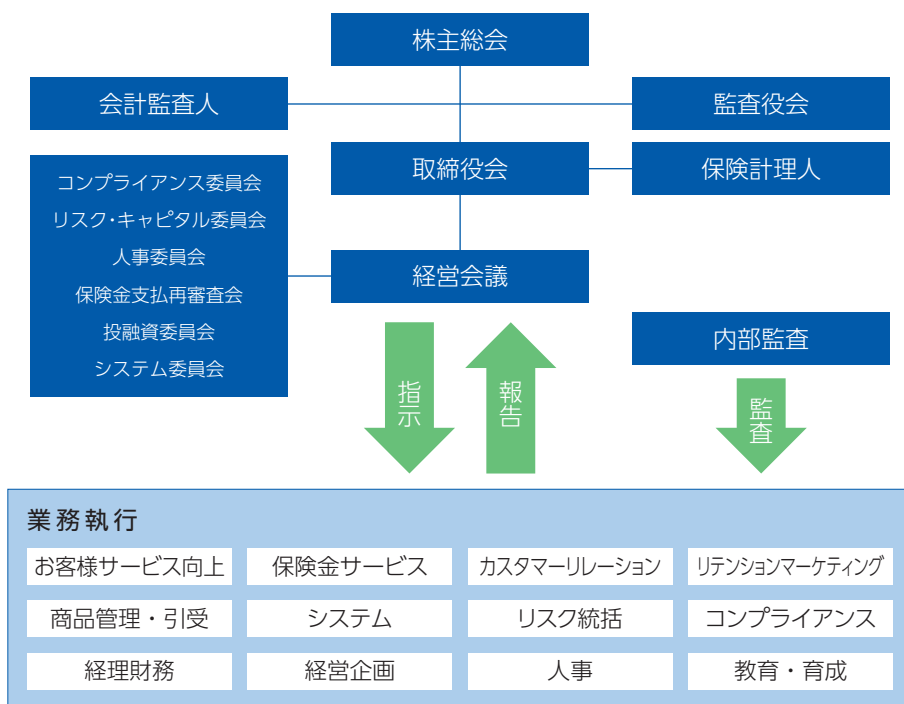 株主総会
会計監査人
監査役会
取締役会
保険計理人
コンプライアンス委員会
リスク・キャピタル委員会
人事委員会
保険金支払再審査会
投融資委員会
システム委員会
経営会議
内部監査
指示
報告
監査
業務執行
お客様サービス向上
保険金サービス
カスタマーリレーション
リテンションマーケティング
商品管理・引受
システム
リスク統括
コンプライアンス
経理財務
経営企画
人事
教育・育成